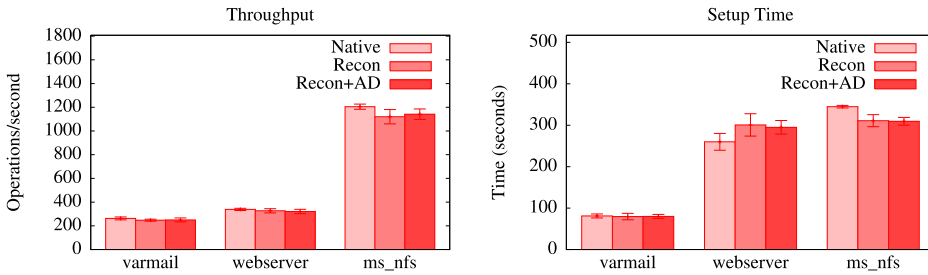 Throughput
Operations/second
1800
1600
1400
1200
1000
800
600
400
200
0
Native
Recon
Recon+AD
varmail webserver ms_nfs
Setup Time
Time (seconds)
500
400
300
200
100
0
Native
Recon
Recon+AD
varmail webserver ms_nfs